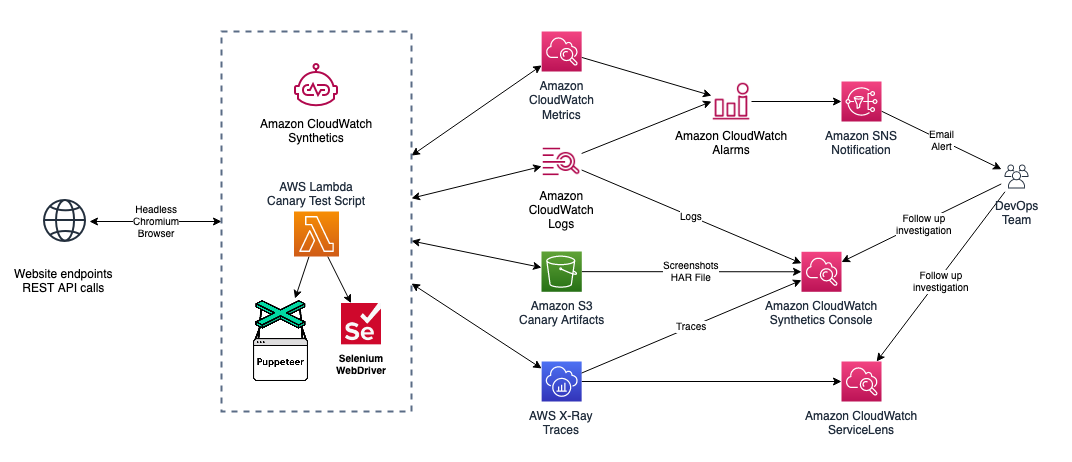 Website endpoints
REST API calls
Headless
Chromium
Browser
Amazon CloudWatch
Synthetics
AWS Lambda
Canary Test Script
Puppeteer
Se
Selenium
WebDriver
Amazon
CloudWatch
Metrics
Amazon
CloudWatch
Logs
Amazon S3
Canary Artifacts
AWS X-Ray
Traces
Amazon CloudWatch
Alarms
Amazon SNS
Notification
Email
Alert
DevOps
Team
Logs
Screenshots
HAR File
Traces
Follow up
investigation
Follow up
investigation
Amazon CloudWatch
Synthetics Console
Amazon CloudWatch
ServiceLens